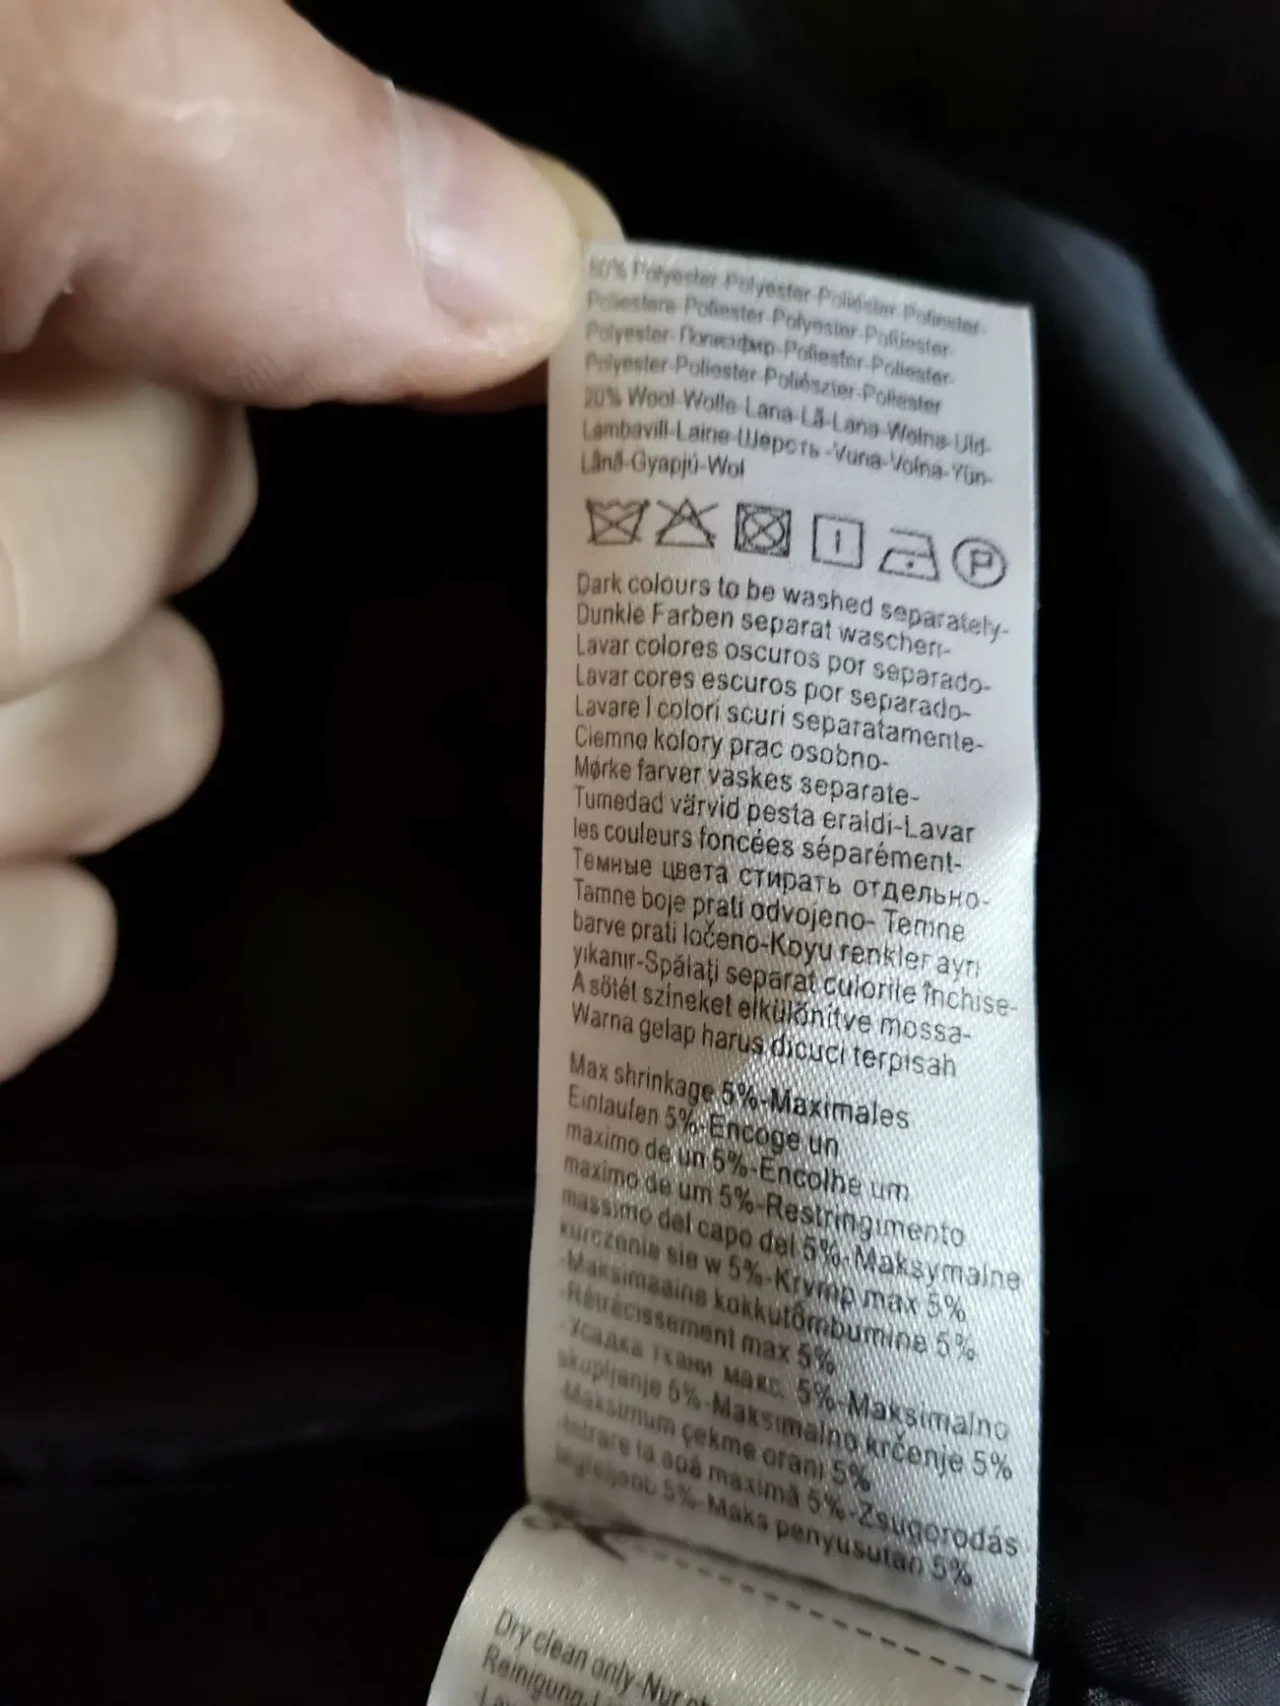 Polyester-Polyester-Poliéster-Poliester-
Poliestere-Poliester-Polyester-Polüester-
Polyester-Полиэфир-Poliester-Poliester-
Polyester-Poliester-Poliészter-Poliester
20% Wool-Wolle-Lana-Lã-Lana-Wełna-Uld-
Lambavill-Laine-Шерсть -Vuna-Volna-Yün-
Lână-Gyapjú-Wol
P
Dark colours to be washed separately-
Dunkle Farben separat waschen-
Lavar colores oscuros por separado-
Lavar cores escuros por separado-
Lavare I colori scuri separatamente-
Ciemne kolory prac osobno-
Mørke farver vaskes separate-
Tumedad värvid pesta eraldi-Lavar
les couleurs foncées séparément-
Темные цвета стирать отдельно-
Tamne boje prati odvojeno- Temne
barve prati ločeno-Koyu renkler ayrı
yıkanır-Spălați separat culorile închise-
A sötét színeket elkülönítve mossa-
Warna gelap harus dicuci terpisah
Max shrinkage 5%-Maximales
Einlaufen 5%-Encoge un
maximo de un 5%-Encolhe um
maximo de um 5%-Restringimento
massimo del capo del 5%-Maksymalne
kurczenie sie w 5%-Krymp max 5%
-Maksimaalne kokkutõmbumine 5%
-Rétrécissement max 5%
-Усадка ткани макс. 5%-Maksimalno
skupljanje 5%-Maksimalno krčenje 5%
-Maksimum çekme oranı 5%
-Intrare la apă maximă 5%-Zsugorodás
legfeljebb 5%-Maks penyusutan 5%
Dry clean only-Nur
Reinigung-